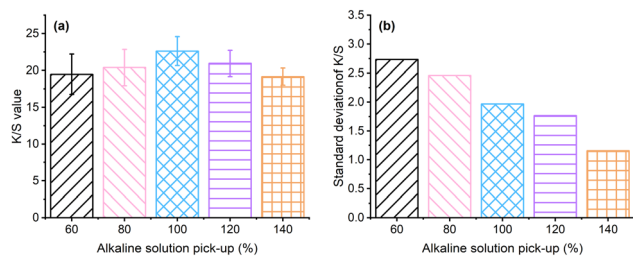 (a)
K/S value
25
20
15
10
5
0
60 80 100 120 140
Alkaline solution pick-up (%)
(b)
Standard deviationof K/S
3.0
2.5
2.0
1.5
1.0
0.5
0.0
60 80 100 120 140
Alkaline solution pick-up (%)